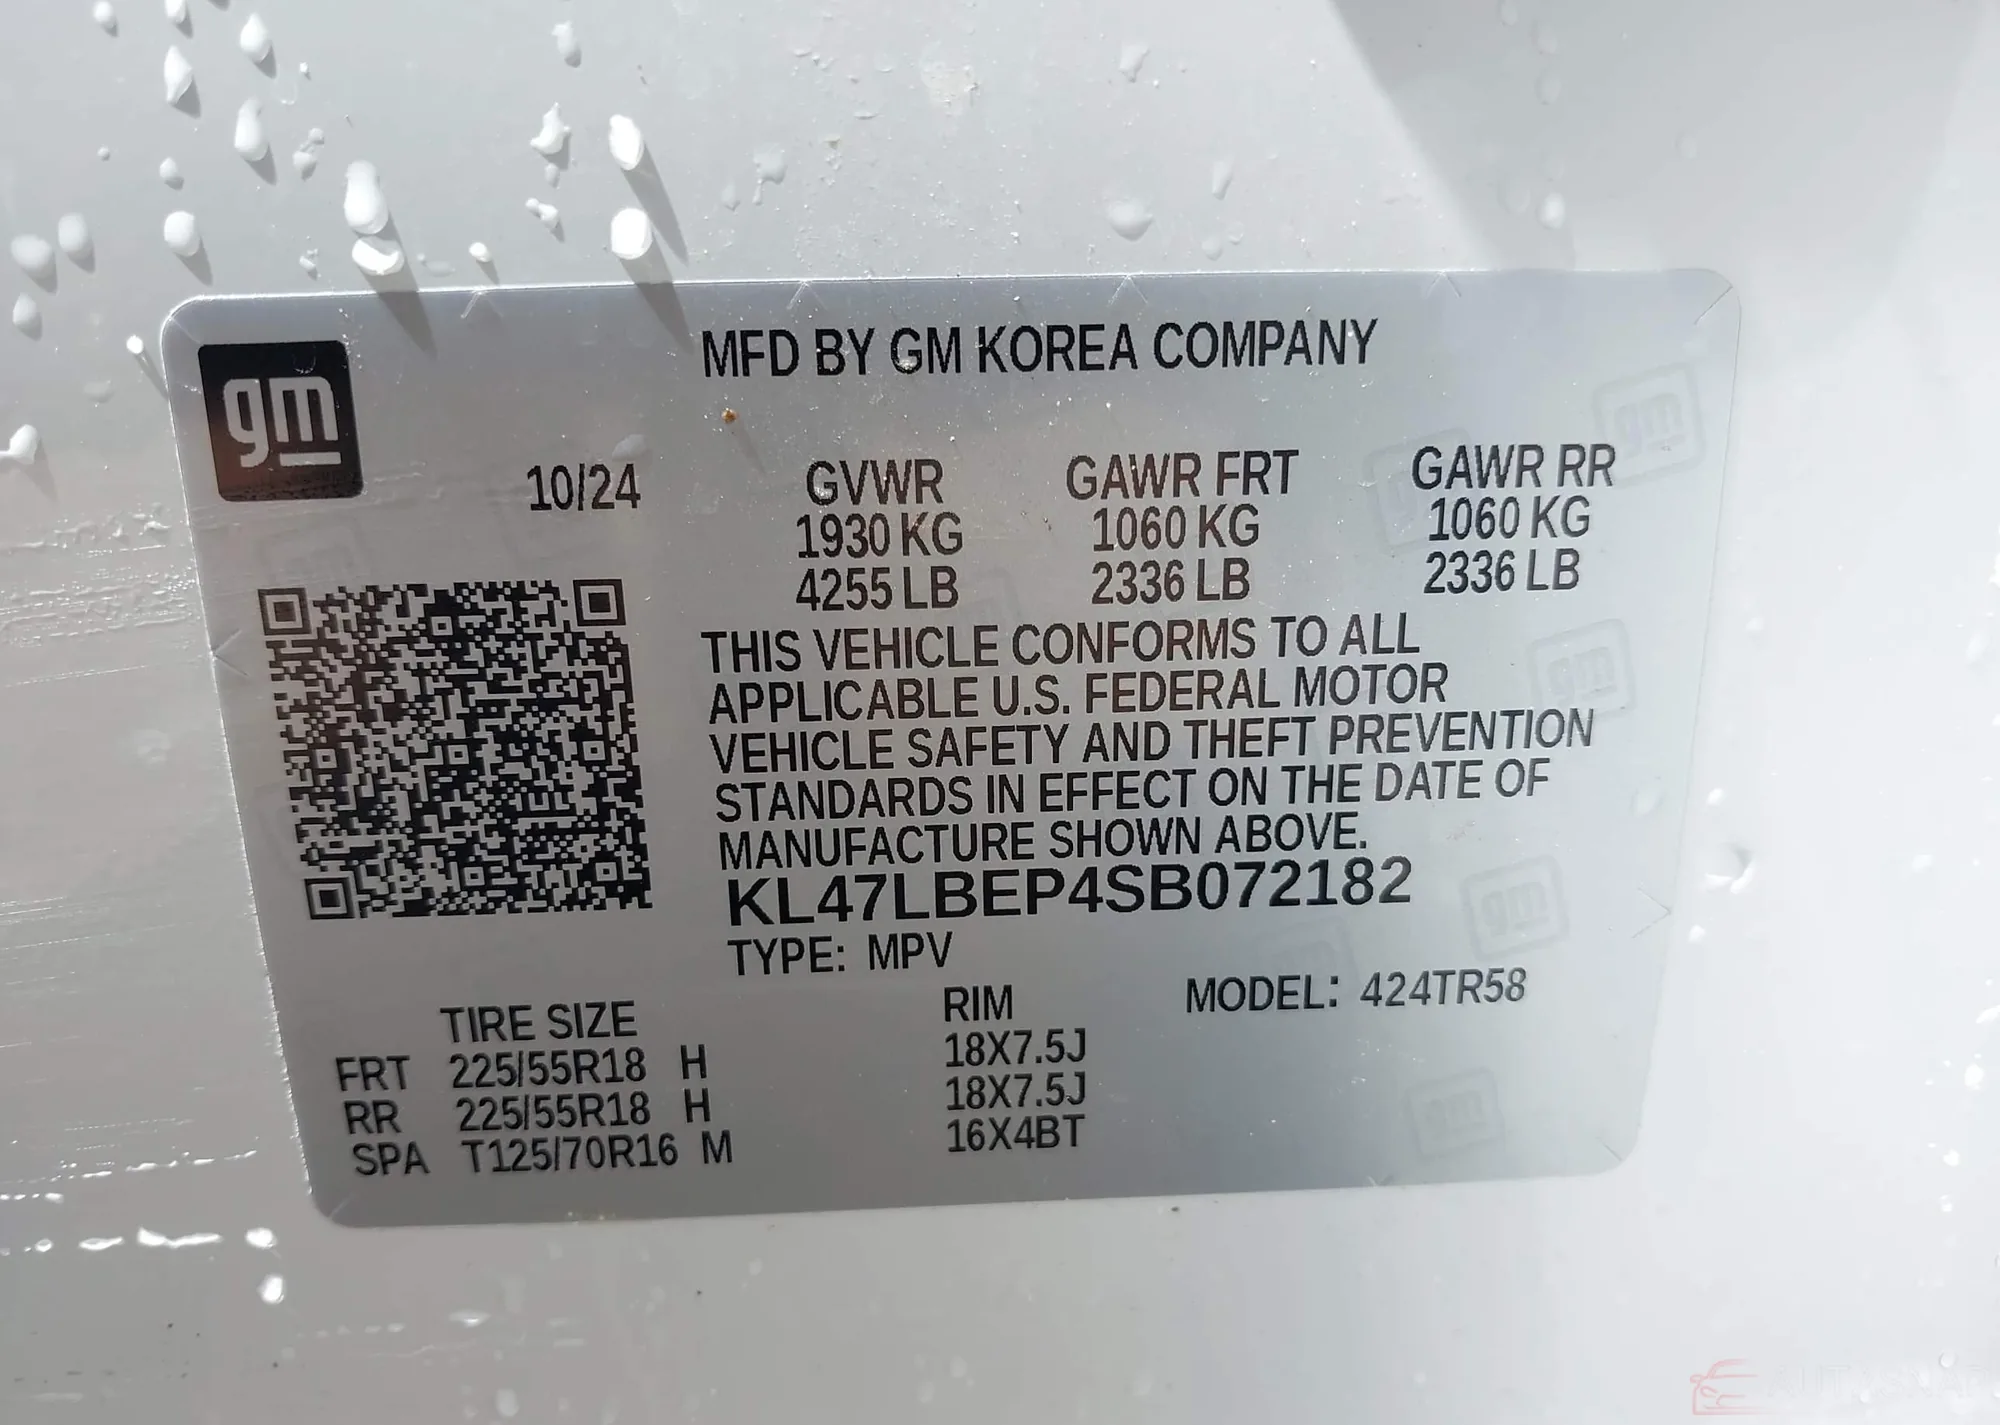 gm
MFD BY GM KOREA COMPANY
10/24
GVWR GAWR FRT GAWR RR
1930 KG 1060 KG 1060 KG
4255 LB 2336 LB 2336 LB
THIS VEHICLE CONFORMS TO ALL
APPLICABLE U.S. FEDERAL MOTOR
VEHICLE SAFETY AND THEFT PREVENTION
STANDARDS IN EFFECT ON THE DATE OF
MANUFACTURE SHOWN ABOVE.
KL47LBEP4SB072182
TYPE: MPV
MODEL: 424TR58
TIRE SIZE RIM
FRT 225/55R18 H 18X7.5J
RR 225/55R18 H 18X7.5J
SPA T125/70R16 M 16X4BT